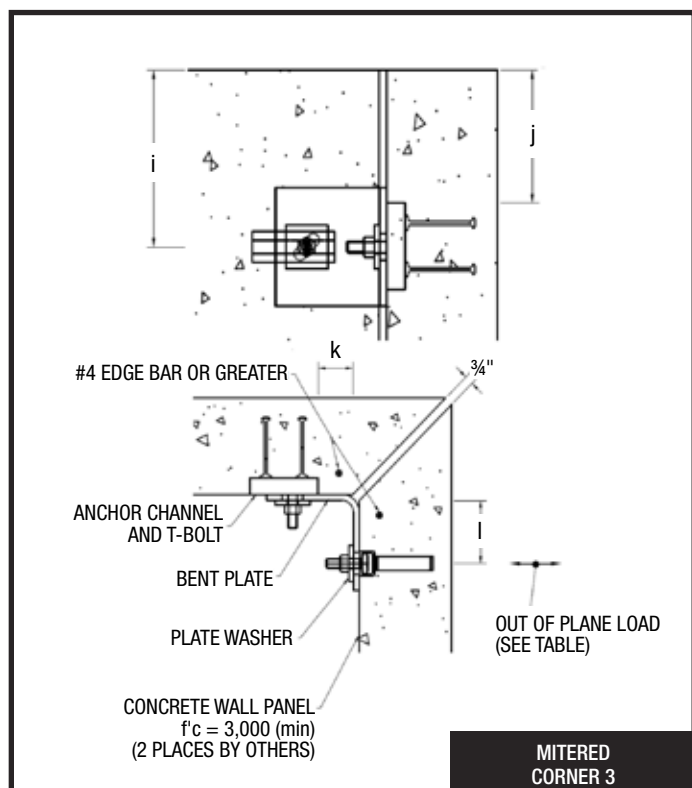 i
j
k
#4 EDGE BAR OR GREATER
¾"
ANCHOR CHANNEL
AND T-BOLT
l
BENT PLATE
PLATE WASHER
OUT OF PLANE LOAD
(SEE TABLE)
CONCRETE WALL PANEL
f'c = 3,000 (min)
(2 PLACES BY OTHERS)
MITERED
CORNER 3